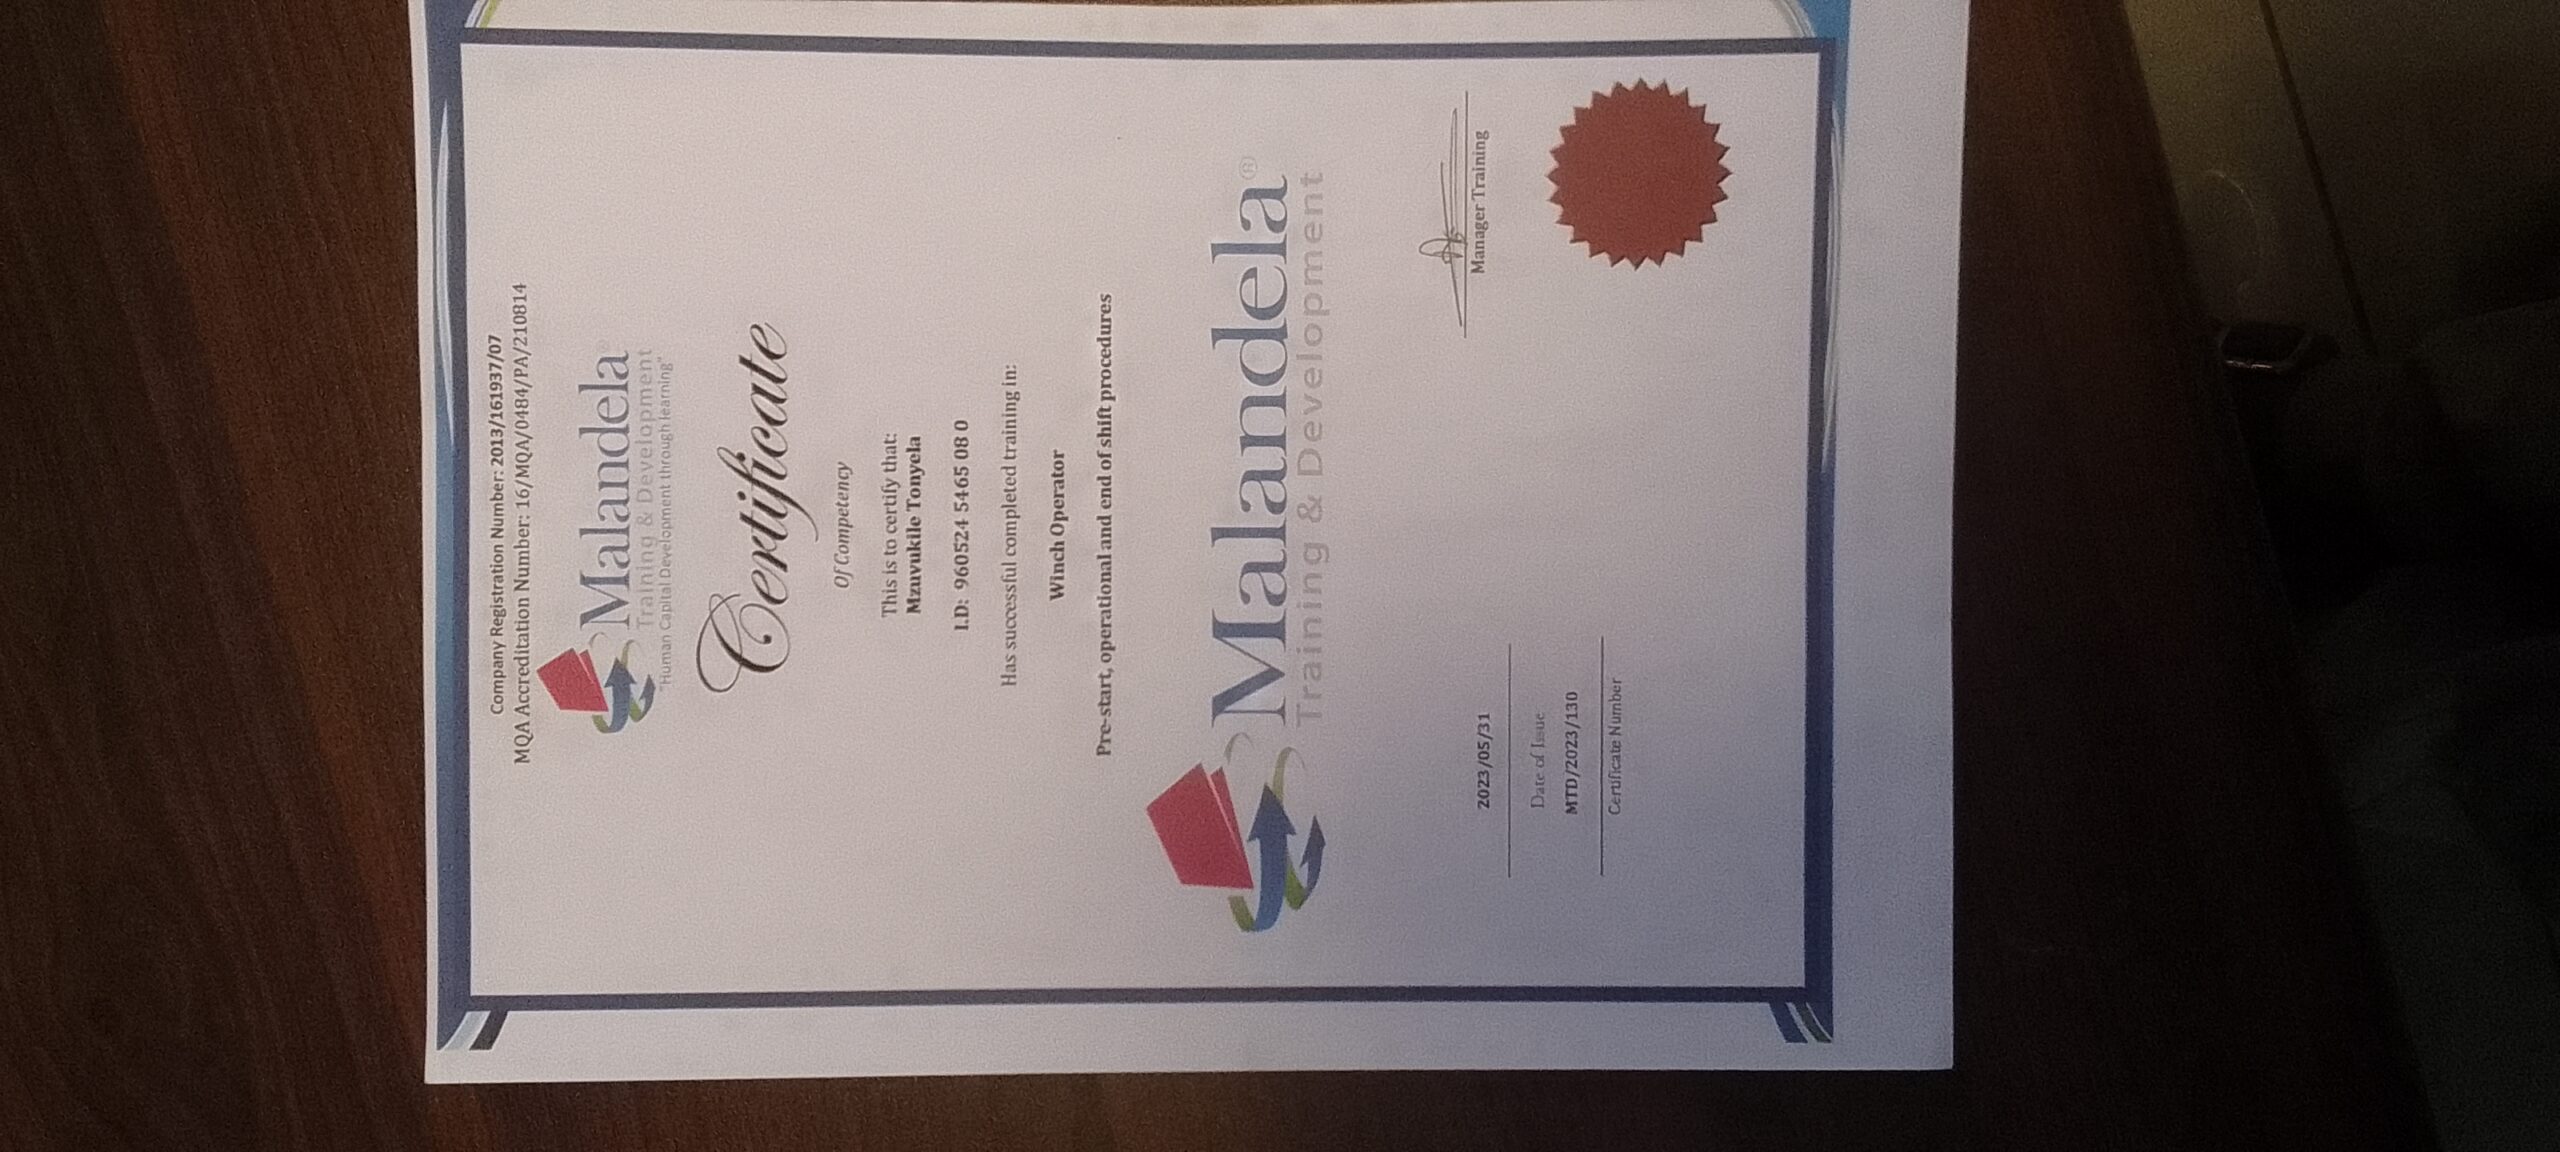 Company Registration Number: 2013/161937/07
MQA Accreditation Number: 16/MQA/0484/PA/210814
Malandela
Training & Development
"Human Capital Development through learning"
Certificate
Of Competency
This is to certify that:
Mzuvukile Tonyela
I.D: 960524 5465 08 0
Has successful completed training in:
Winch Operator
Pre-start, operational and end of shift procedures
Malandela®
Training & Development
2023/05/31
Date of Issue
MTD/2023/130
Certificate Number
Manager Training